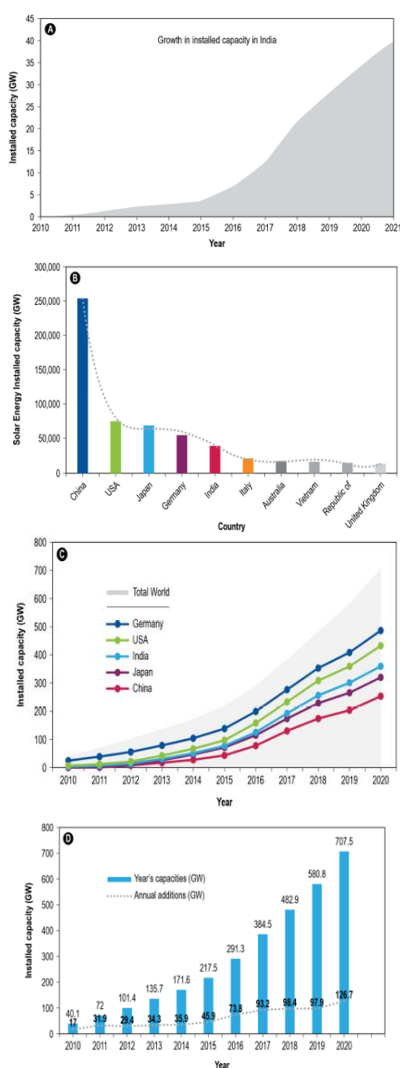 A
Growth in installed capacity in India
45
40
35
30
25
20
15
10
5
0
Installed capacity (GW)
2010 2011 2012 2013 2014 2015 2016 2017 2018 2019 2020 2021
Year
B
300,000
250,000
200,000
150,000
100,000
50,000
0
Solar Energy Installed capacity (GW)
China
USA
Japan
Germany
India
Italy
Australia
Vietnam
Republic of
United Kingdom
Country
C
800
700
600
500
400
300
200
100
0
Installed capacity (GW)
Total World
Germany
USA
India
Japan
China
2010 2011 2012 2013 2014 2015 2016 2017 2018 2019 2020
Year
D
800
700
600
500
400
300
200
100
0
Installed capacity (GW)
Year's capacities (GW)
Annual additions (GW)
40.1 72 101.4 135.7 171.6 217.5 291.3 384.5 482.9 580.8 707.5
17 31.9 29.4 34.3 35.9 45.9 73.8 93.2 98.4 97.9 126.7
2010 2011 2012 2013 2014 2015 2016 2017 2018 2019 2020
Year